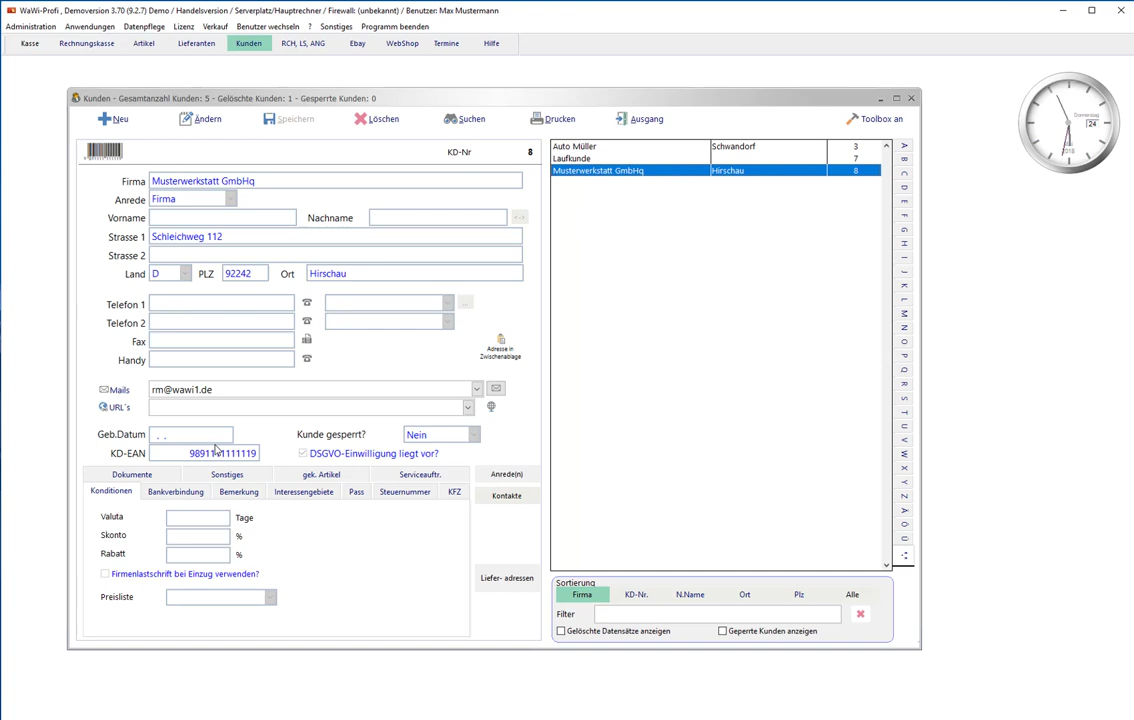 WaWi-Profi , Demoversion 3.70 (9.2.7) Demo / Handelsversion / Serverplatz/Hauptrechner / Firewall: (unbekannt) / Benutzer: Max Mustermann
Administration Anwendungen Datenpflege Lizenz Verkauf Benutzer wechseln ? Sonstiges Programm beenden
Kasse Rechnungskasse Artikel Lieferanten Kunden RCH, LS, ANG Ebay WebShop Termine Hilfe
Kunden - Gesamtanzahl Kunden: 5 - Gelöschte Kunden: 1 - Gesperrte Kunden: 0
Neu Ändern Speichern Löschen Suchen Drucken Ausgang Toolbox an
KD-Nr 8
Firma Musterwerkstatt GmbHq
Anrede Firma
Vorname Nachname
Strasse 1 Schleichweg 112
Strasse 2
Land D PLZ 92242 Ort Hirschau
Telefon 1
Telefon 2
Fax
Handy
Adresse in
Zwischenablage
Mails rm@wawi1.de
URL´s
Geb.Datum . . Kunde gesperrt? Nein
KD-EAN DSGVO-Einwilligung liegt vor?
Dokumente Sonstiges gek. Artikel Serviceauftr. Anrede(n)
Konditionen Bankverbindung Bemerkung Interessengebiete Pass Steuernummer KFZ Kontakte
Valuta Tage
Skonto %
Rabatt %
Firmenlastschrift bei Einzug verwenden?
Preisliste
Liefer- adressen
Auto Müller Schwandorf 3
Laufkunde 7
Musterwerkstatt GmbHq Hirschau 8
A
B
C
D
E
F
G
H
I
J
K
L
M
N
O
P
Q
R
S
T
U
V
W
X
Y
Z
Ä
Ö
Ü
Sortierung
Firma KD-Nr. N.Name Ort Plz Alle
Filter
Gelöschte Datensätze anzeigen Geperrte Kunden anzeigen
Donnerstag
24
2018